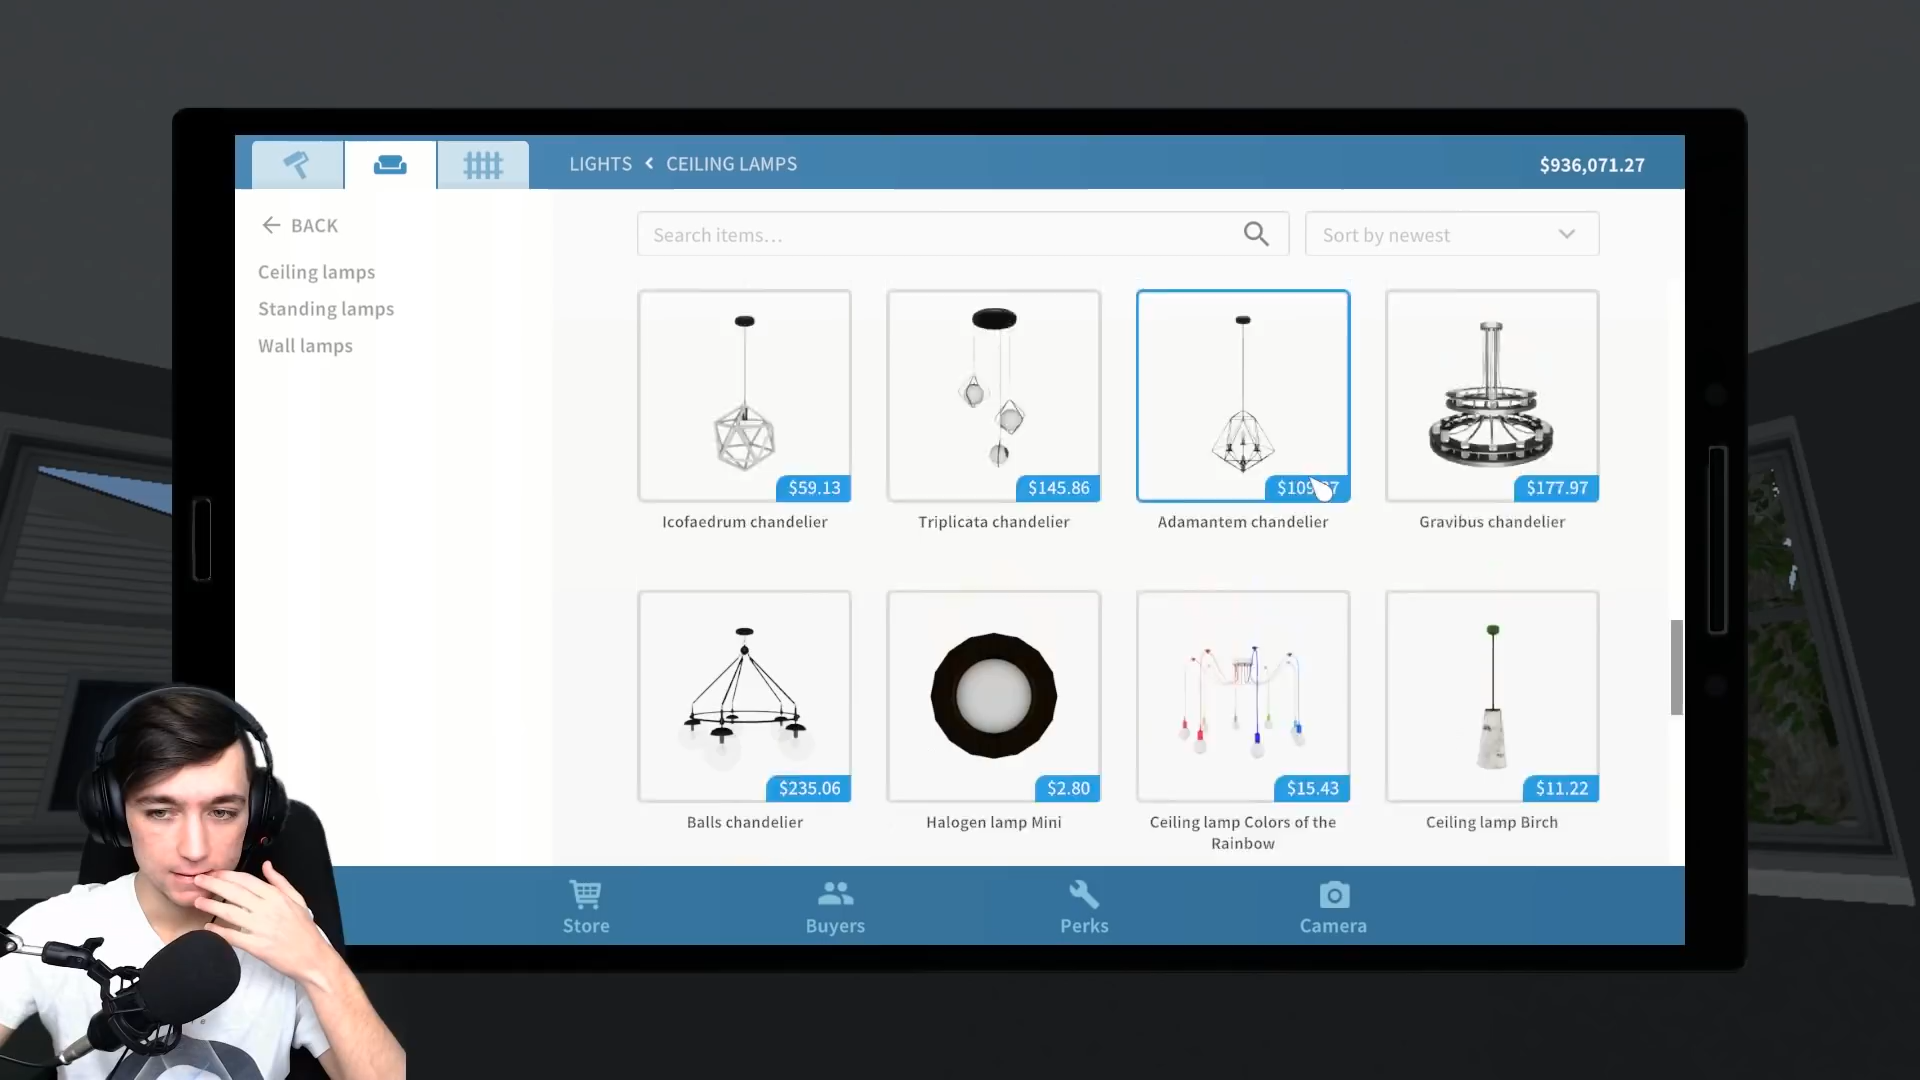 LIGHTS < CEILING LAMPS
$936,071.27
BACK
Search items...
Sort by newest
Ceiling lamps
Standing lamps
Wall lamps
$59.13
$145.86
$177.97
Icofaedrum chandelier
Triplicata chandelier
Adamantem chandelier
Gravibus chandelier
$235.06
$2.80
$15.43
$11.22
Balls chandelier
Halogen lamp Mini
Ceiling lamp Colors of the
Rainbow
Ceiling lamp Birch
Store
Buyers
Perks
Camera